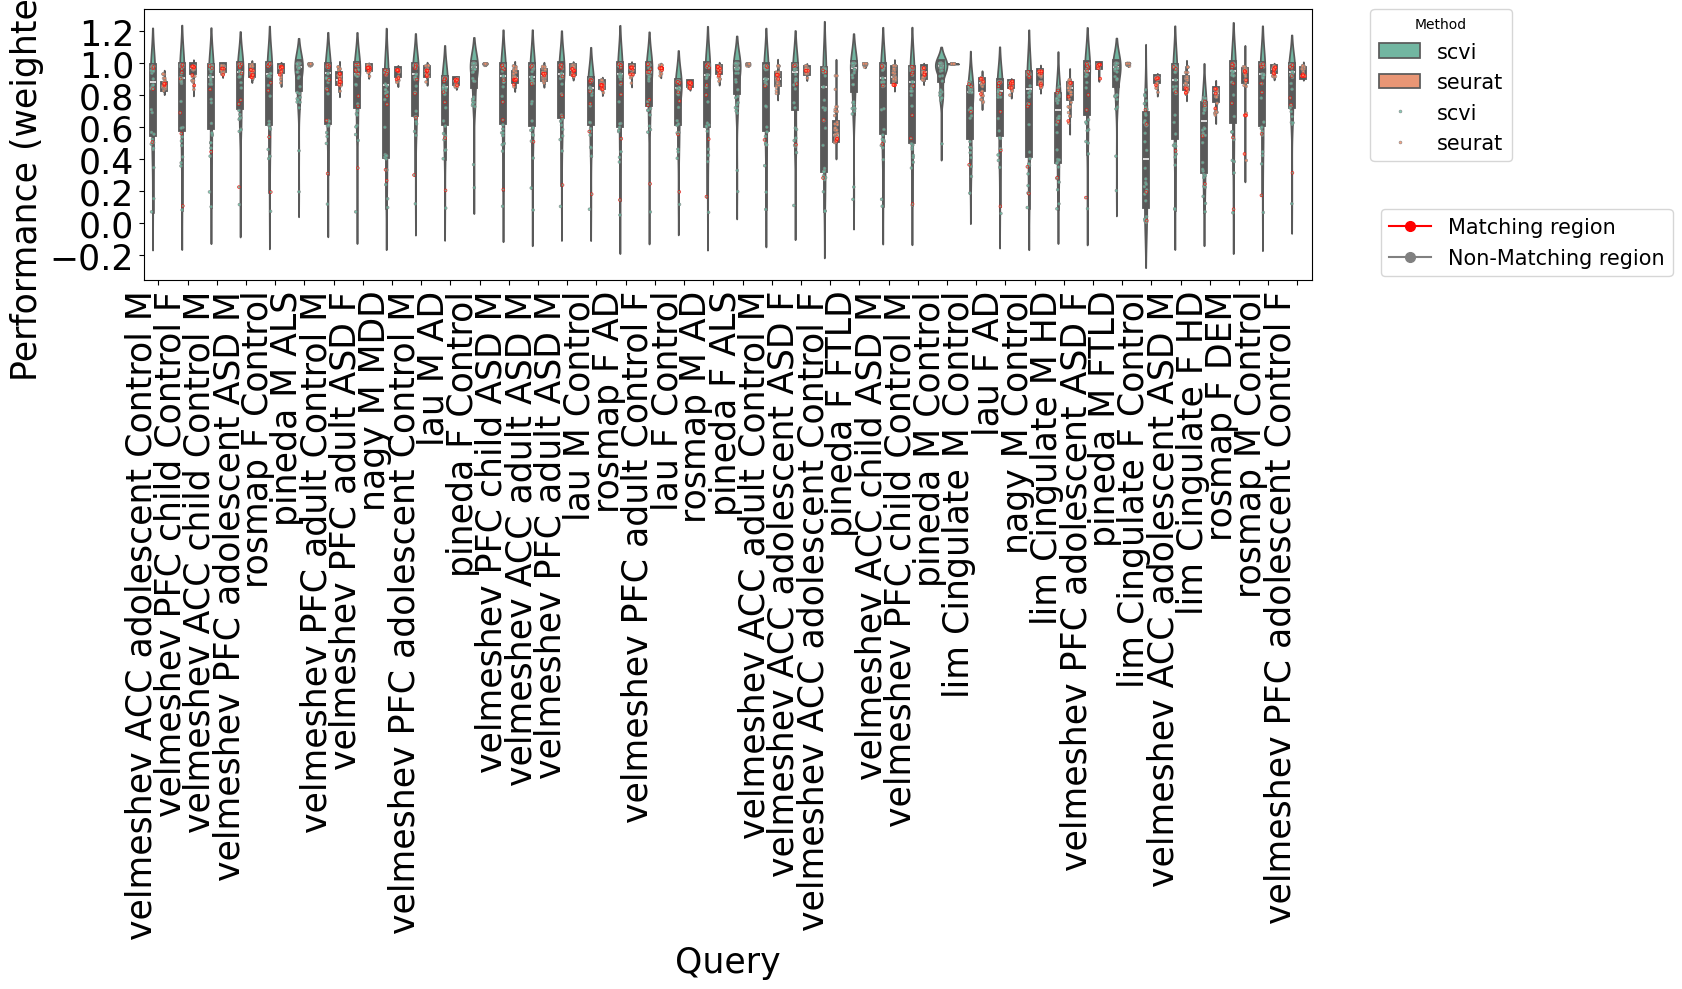 Performance (weighte
1.2
1.0
0.8
0.6
0.4
0.2
0.0
−0.2
velmeshev ACC adolescent Control M
velmeshev PFC child Control F
velmeshev ACC child Control M
velmeshev PFC adolescent ASD M
rosmap F Control
pineda M ALS
velmeshev PFC adult Control M
velmeshev PFC adult ASD F
nagy M MDD
velmeshev PFC adolescent Control M
lau M AD
pineda F Control
velmeshev PFC child ASD M
velmeshev ACC adult ASD M
velmeshev PFC adult ASD M
lau M Control
rosmap F AD
velmeshev PFC adult Control F
lau F Control
rosmap M AD
pineda F ALS
velmeshev ACC adult Control M
velmeshev ACC adolescent ASD F
velmeshev ACC adolescent Control F
pineda F FTLD
velmeshev ACC child ASD M
velmeshev PFC child Control M
pineda M Control
lim Cingulate M Control
lau F AD
nagy M Control
lim Cingulate M HD
velmeshev PFC adolescent ASD F
pineda M FTLD
lim Cingulate F Control
velmeshev ACC adolescent ASD M
lim Cingulate F HD
rosmap F DEM
rosmap M Control
velmeshev PFC adolescent Control F
Query
Method
scvi
seurat
scvi
seurat
Matching region
Non-Matching region